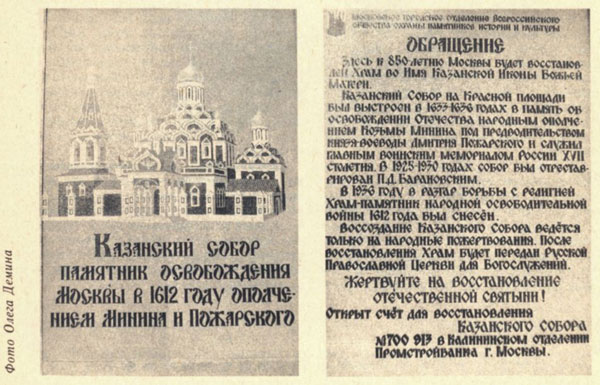 Фото Олега Демина
Казанский собор
памятник освобождения
Москвы в 1612 году ополче-
нием Минина и Пожарского
Московское городское отделение Всероссийского
общества охраны памятников истории и культуры
ОБРАЩЕНИЕ
Здесь к 850-летию Москвы будет восстанов-
лен Храм во Имя Казанской Иконы Божьей
Матери.
Казанский Собор на Красной площади
был выстроен в 1633-1636 годах в память об
освобождении Отечества народным ополче-
нием Козьмы Минина под предводительством
князя-воеводы Дмитрия Пожарского и служил
главным воинским мемориалом России XVII
столетия. В 1925-1930 годах собор был отрестав-
рирован П.Д. Барановским.
В 1936 году в разгар борьбы с религией
Храм-памятник народной освободительной
войны 1612 года был снесён.
Воссоздание Казанского собора ведётся
только на народные пожертвования. После
восстановления Храм будет передан Русской
Православной Церкви для Богослужений.
Жертвуйте на восстановление
отечественной святыни!
Открыт счёт для восстановления
Казанского собора
№700 913 в Калининском отделении
Промстройбанка г. Москвы.